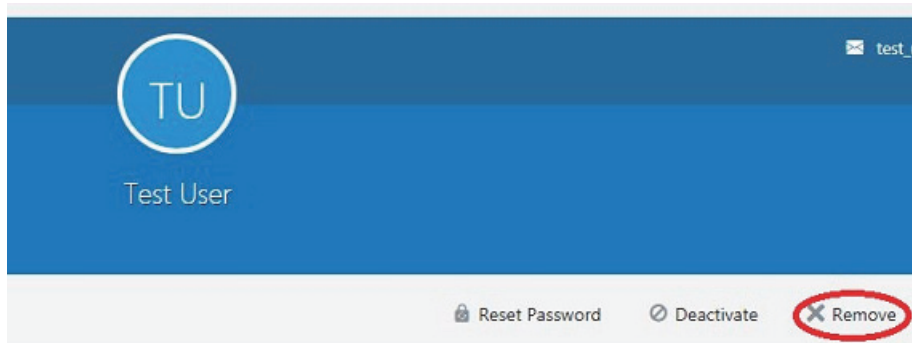 test_
TU
Test User
Reset Password
Deactivate
Remove